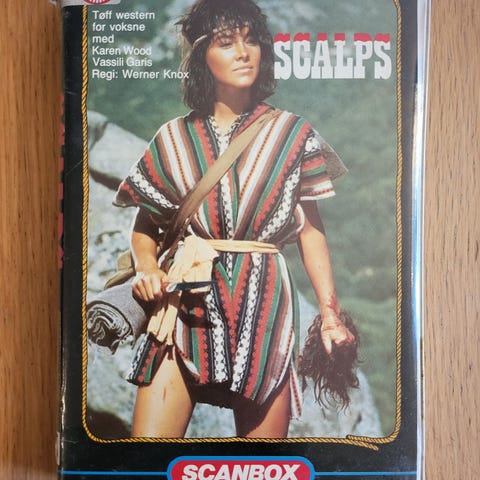 Tøff western
for voksne
med
Karen Wood
Vassili Garis
Regi: Werner Knox
SCALPS
SCANBOX